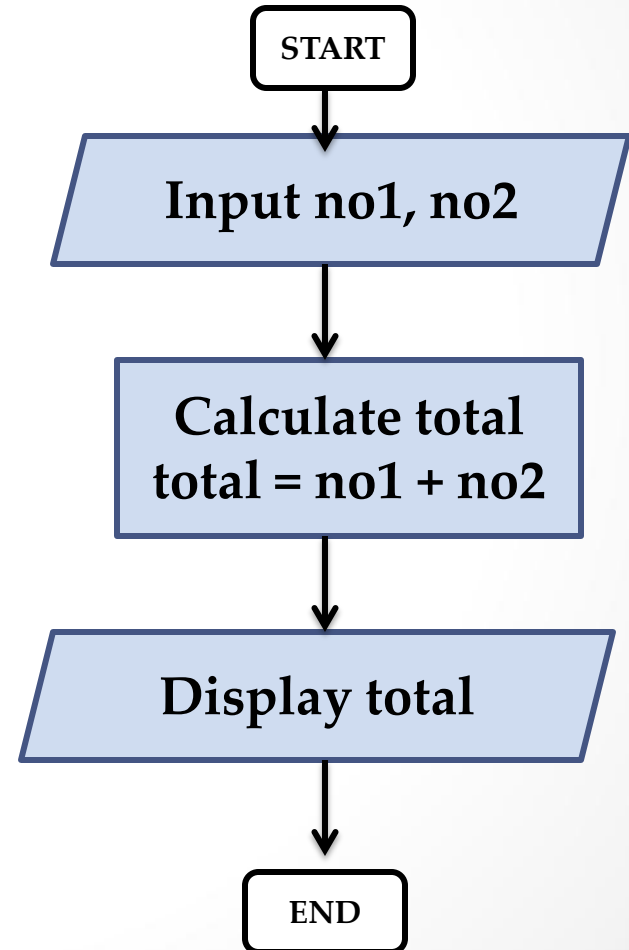 START
Input no1, no2
Calculate total
total = no1 + no2
Display total
END